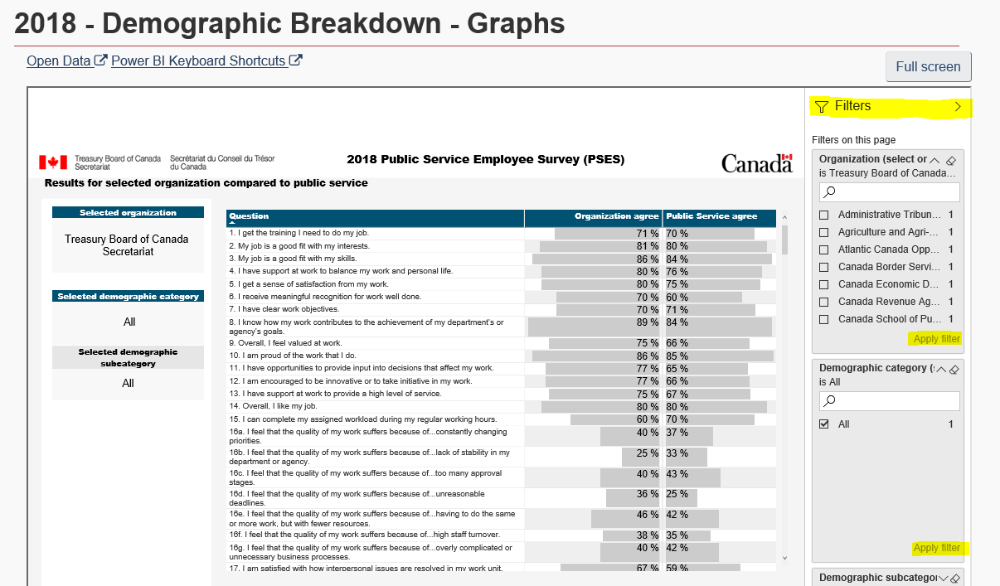 2018 - Demographic Breakdown - Graphs
Open Data Power BI Keyboard Shortcuts
Full screen
Treasury Board of Canada Secrétariat du Conseil du Trésor
Secretariat du Canada
2018 Public Service Employee Survey (PSES)
Canada
Results for selected organization compared to public service
Selected organization
Treasury Board of Canada
Secretariat
Selected demographic category
All
Selected demographic
subcategory
All
Question Organization agree Public Service agree
1. I get the training I need to do my job. 71 % 70 %
2. My job is a good fit with my interests. 81 % 80 %
3. My job is a good fit with my skills. 86 % 84 %
4. I have support at work to balance my work and personal life. 80 % 76 %
5. I get a sense of satisfaction from my work. 80 % 75 %
6. I receive meaningful recognition for work well done. 70 % 60 %
7. I have clear work objectives. 70 % 71 %
8. I know how my work contributes to the achievement of my department's or 89 % 84 %
agency's goals.
9. Overall, I feel valued at work. 75 % 66 %
10. I am proud of the work that I do. 86 % 85 %
11. I have opportunities to provide input into decisions that affect my work. 77 % 65 %
12. I am encouraged to be innovative or to take initiative in my work. 77 % 66 %
13. I have support at work to provide a high level of service. 75 % 67 %
14. Overall, I like my job. 80 % 80 %
15. I can complete my assigned workload during my regular working hours. 60 % 70 %
16a. I feel that the quality of my work suffers because of...constantly changing 40 % 37 %
priorities.
16b. I feel that the quality of my work suffers because of...lack of stability in my 25 % 33 %
department or agency.
16c. I feel that the quality of my work suffers because of...too many approval 40 % 43 %
stages.
16d. I feel that the quality of my work suffers because of...unreasonable 36 % 25 %
deadlines.
16e. I feel that the quality of my work suffers because of...having to do the same 46 % 42 %
or more work, but with fewer resources.
16f. I feel that the quality of my work suffers because of...high staff turnover. 38 % 35 %
16g. I feel that the quality of my work suffers because of...overly complicated or 40 % 42 %
unnecessary business processes.
17. I am satisfied with how interpersonal issues are resolved in my work unit. 67 % 59 %
Filters
Filters on this page
Organization (select or
is Treasury Board of Canada...
Administrative Tribun... 1
Agriculture and Agri-... 1
Atlantic Canada Opp... 1
Canada Border Servi... 1
Canada Economic D... 1
Canada Revenue Ag... 1
Canada School of Pu... 1
Apply filter
Demographic category (s
is All
All 1
Apply filter
Demographic subcategor